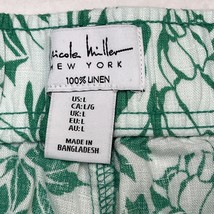 nicole miller
NEW YORK
100% LINEN
US: L
CA: L/G
UK: L
EU: L
AU: L
MADE IN
BANGLADESH